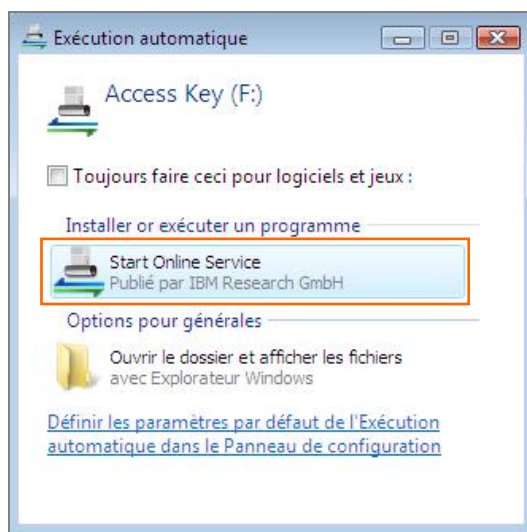 Exécution automatique
Access Key (F:)
Toujours faire ceci pour logiciels et jeux :
Installer or exécuter un programme
Start Online Service
Publié par IBM Research GmbH
Options pour générales
Ouvrir le dossier et afficher les fichiers
avec Explorateur Windows
Définir les paramètres par défaut de l'Exécution
automatique dans le Panneau de configuration